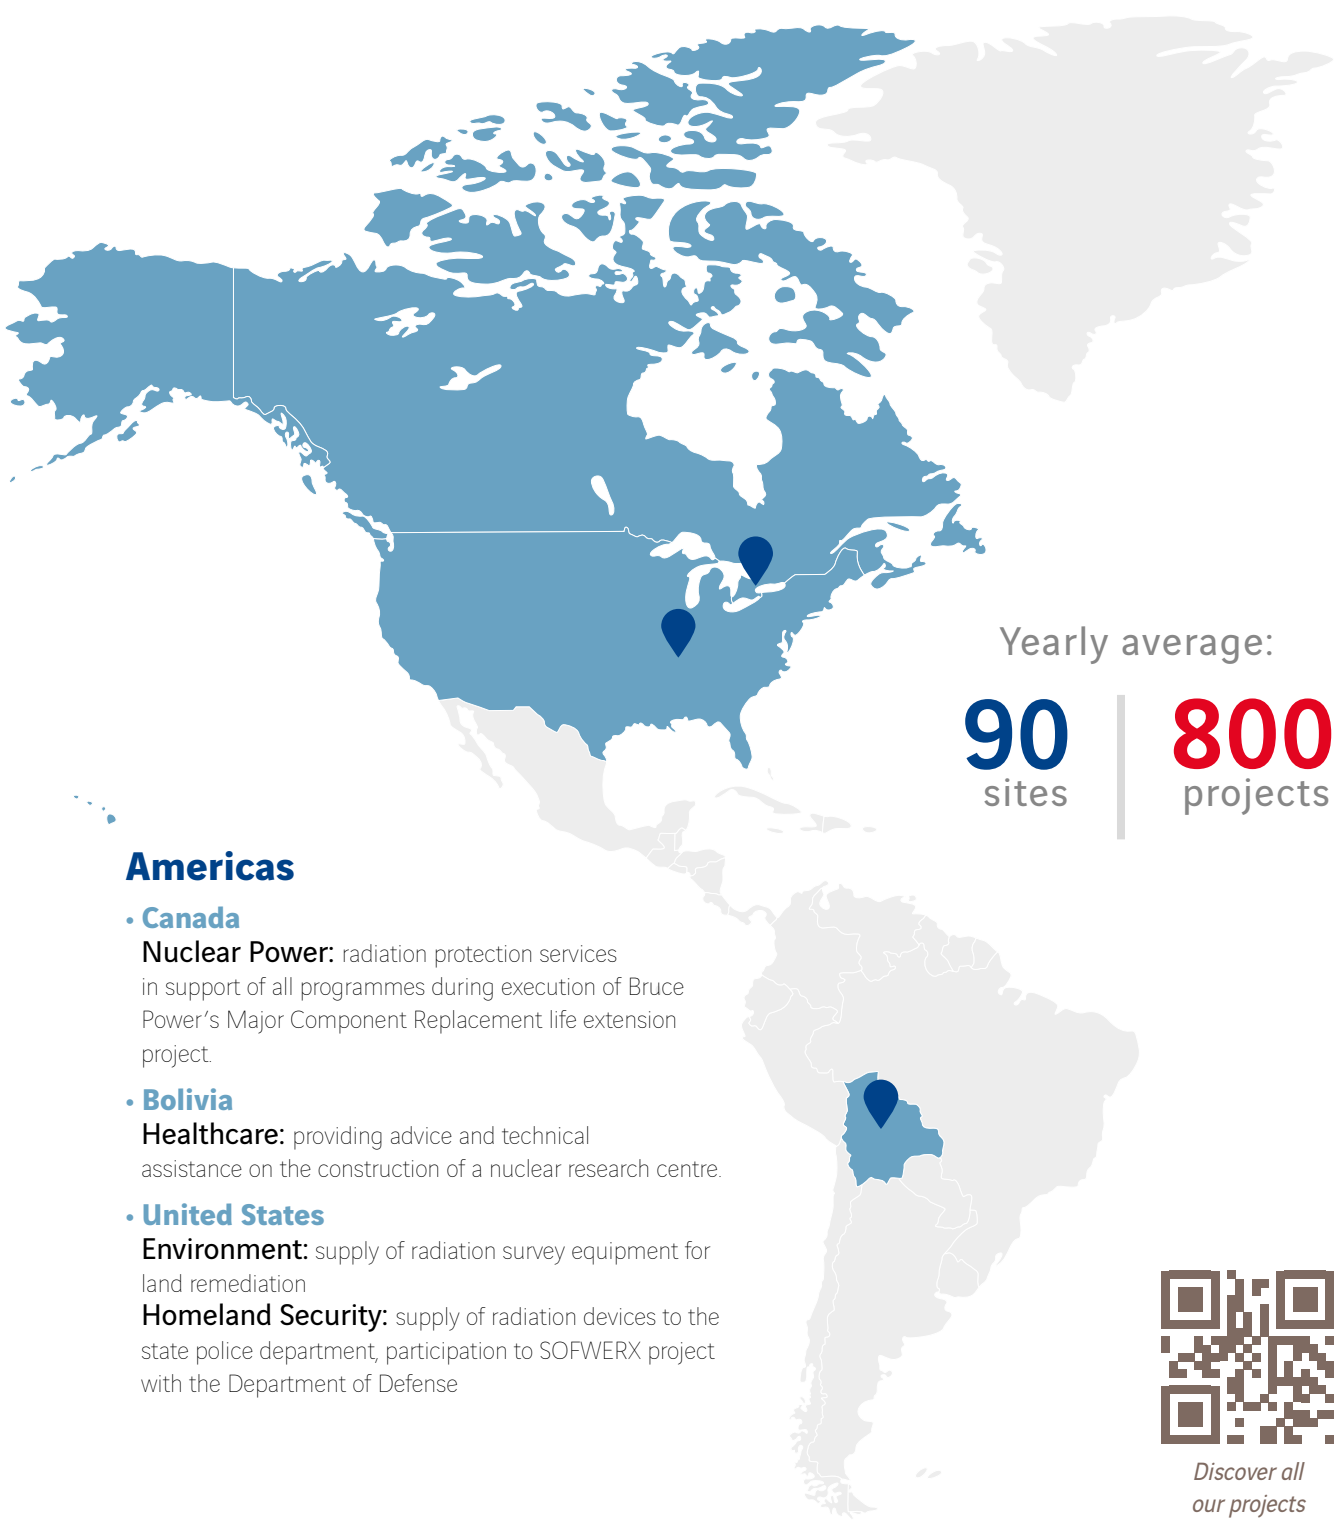 Yearly average:
90
sites
800
projects
Americas
• Canada
Nuclear Power: radiation protection services
in support of all programmes during execution of Bruce
Power’s Major Component Replacement life extension
project.
• Bolivia
Healthcare: providing advice and technical
assistance on the construction of a nuclear research centre.
• United States
Environment: supply of radiation survey equipment for
land remediation
Homeland Security: supply of radiation devices to the
state police department, participation to SOFWERX project
with the Department of Defense
Discover all
our projects